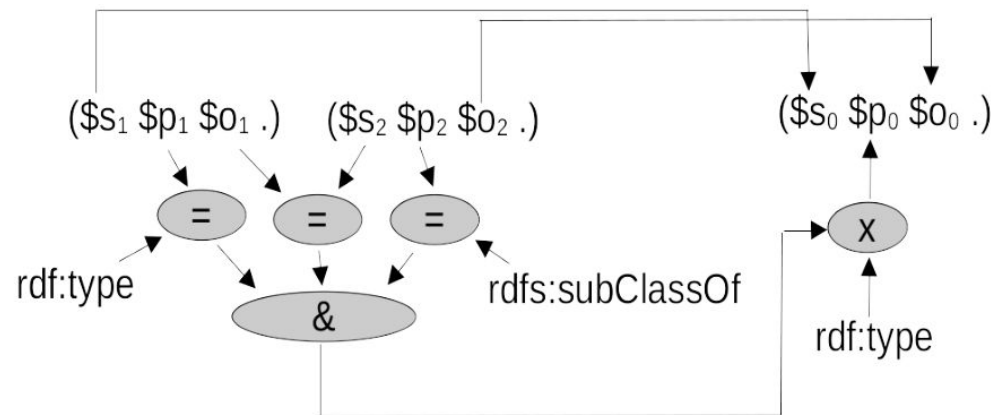 ($s₁ $p₁ $o₁ .) ($s₂ $p₂ $o₂ .) ($s₀ $p₀ $o₀ .)
= = = x
rdf:type rdfs:subClassOf
& rdf:type